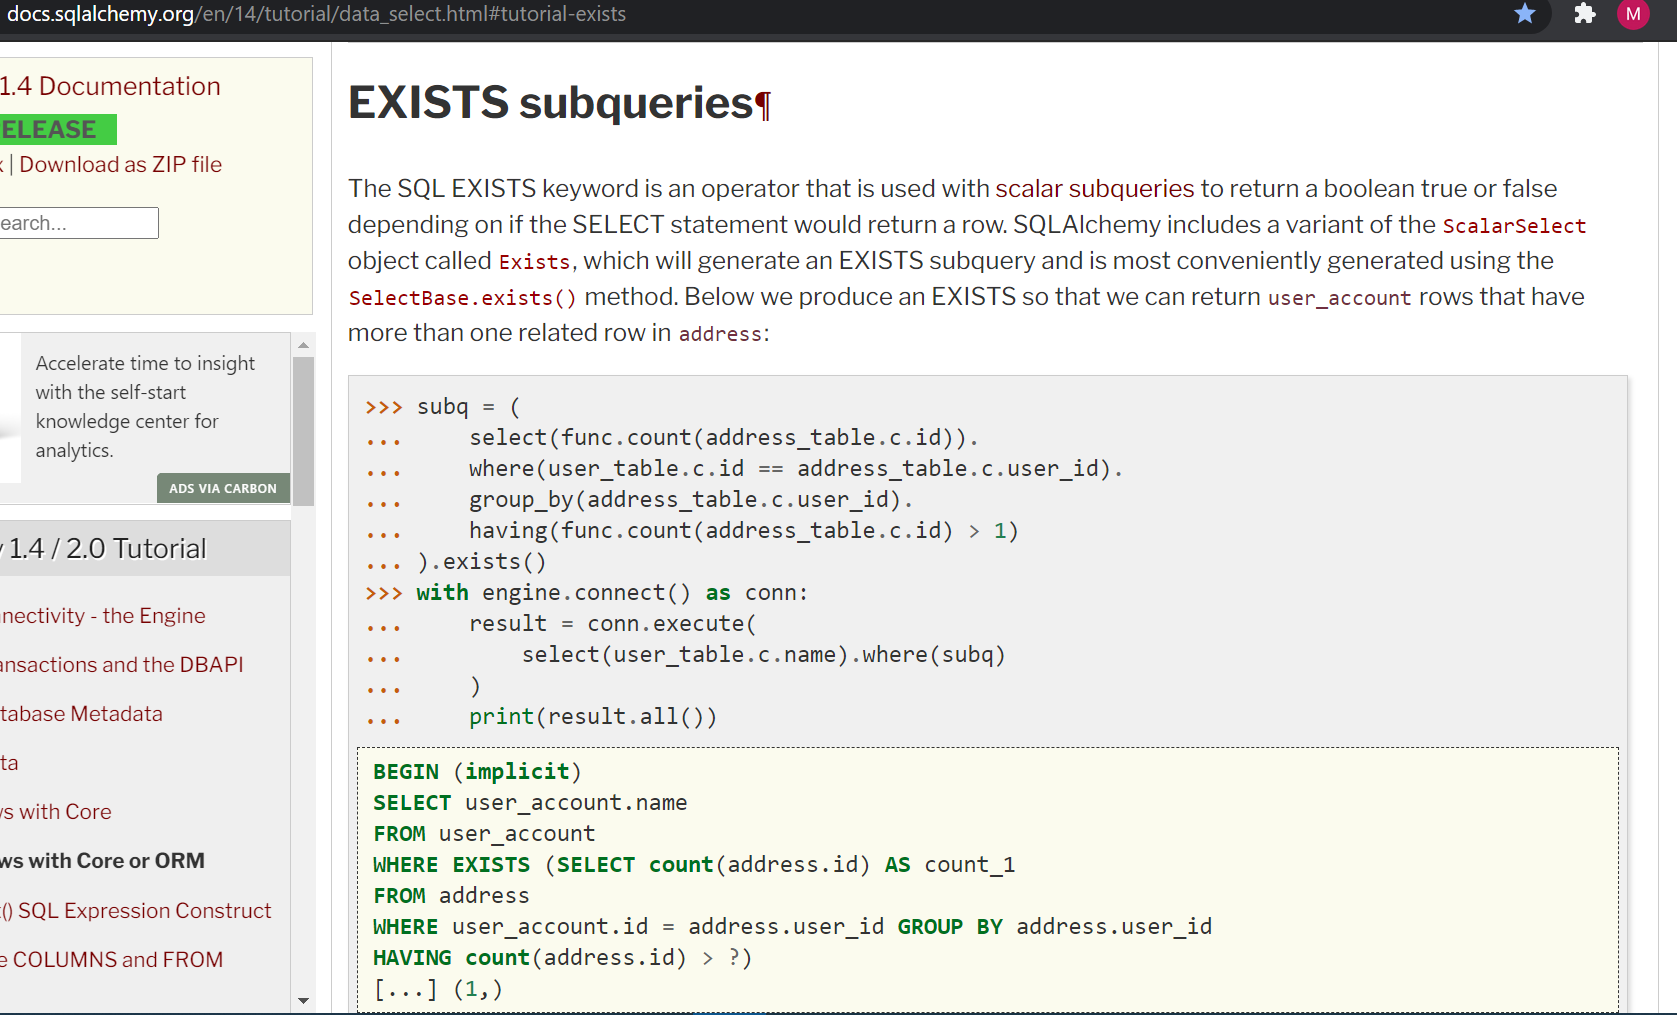 docs.sqlalchemy.org/en/14/tutorial/data_select.html#tutorial-exists
M
1.4 Documentation
ELEASE
x | Download as ZIP file
earch...
Accelerate time to insight
with the self-start
knowledge center for
analytics.
ADS VIA CARBON
y 1.4 / 2.0 Tutorial
nnectivity - the Engine
ansactions and the DBAPI
tabase Metadata
ta
ws with Core
ws with Core or ORM
t() SQL Expression Construct
e COLUMNS and FROM
EXISTS subqueries¶
The SQL EXISTS keyword is an operator that is used with scalar subqueries to return a boolean true or false
depending on if the SELECT statement would return a row. SQLAlchemy includes a variant of the ScalarSelect
object called Exists, which will generate an EXISTS subquery and is most conveniently generated using the
SelectBase.exists() method. Below we produce an EXISTS so that we can return user_account rows that have
more than one related row in address:
>>> subq = (
...     select(func.count(address_table.c.id)).
...     where(user_table.c.id == address_table.c.user_id).
...     group_by(address_table.c.user_id).
...     having(func.count(address_table.c.id) > 1)
... ).exists()
>>> with engine.connect() as conn:
...     result = conn.execute(
...         select(user_table.c.name).where(subq)
...     )
...     print(result.all())
BEGIN (implicit)
SELECT user_account.name
FROM user_account
WHERE EXISTS (SELECT count(address.id) AS count_1
FROM address
WHERE user_account.id = address.user_id GROUP BY address.user_id
HAVING count(address.id) > ?)
[...] (1,)